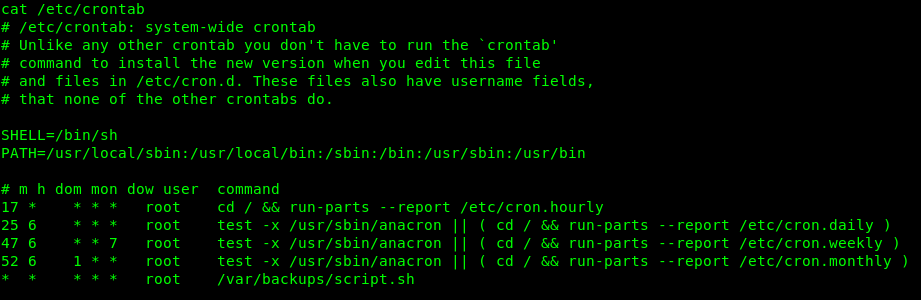 cat /etc/crontab
# /etc/crontab: system-wide crontab
# Unlike any other crontab you don't have to run the `crontab'
# command to install the new version when you edit this file
# and files in /etc/cron.d. These files also have username fields,
# that none of the other crontabs do.

SHELL=/bin/sh
PATH=/usr/local/sbin:/usr/local/bin:/sbin:/bin:/usr/sbin:/usr/bin

# m h dom mon dow user  command
17 *    * * *   root    cd / && run-parts --report /etc/cron.hourly
25 6    * * *   root    test -x /usr/sbin/anacron || ( cd / && run-parts --report /etc/cron.daily )
47 6    * * 7   root    test -x /usr/sbin/anacron || ( cd / && run-parts --report /etc/cron.weekly )
52 6    1 * *   root    test -x /usr/sbin/anacron || ( cd / && run-parts --report /etc/cron.monthly )
*  *    * * *   root    /var/backups/script.sh